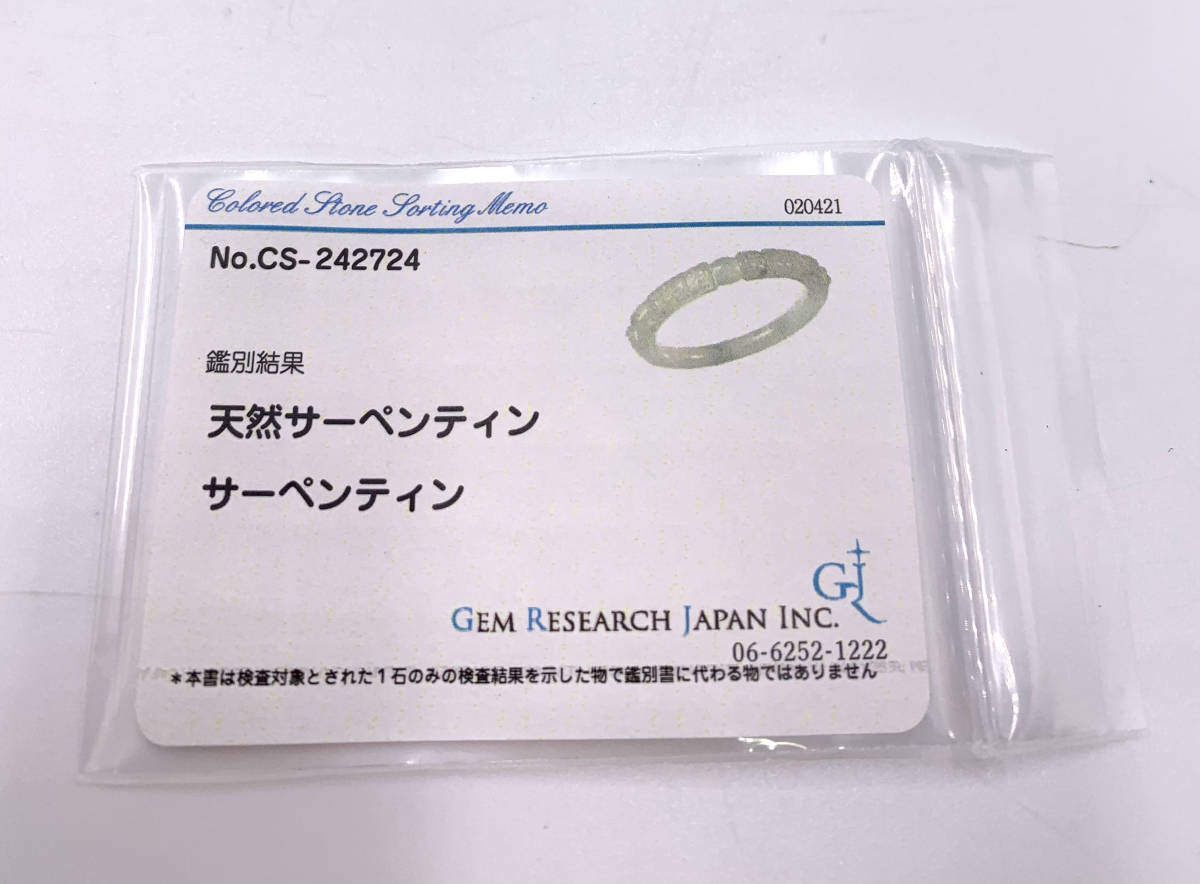 Colored Stone Sorting Memo 020421
No.CS-242724
鑑別結果
天然サーペンティン
サーペンティン
GEM RESEARCH JAPAN INC.
06-6252-1222
*本書は検査対象とされた1石のみの検査結果を示した物で鑑別書に代わる物ではありません